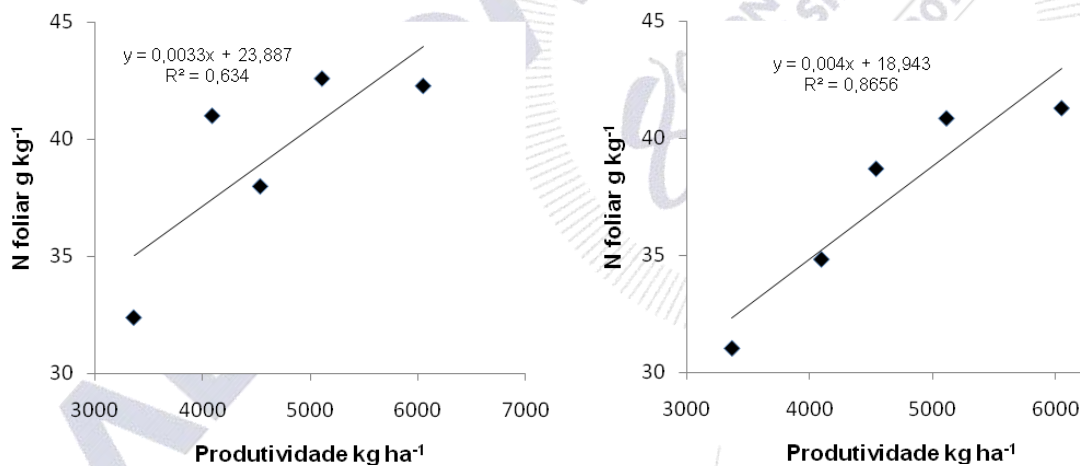 45
y = 0,0033x + 23,887
R² = 0,634
40
35
30
N foliar g kg⁻¹
3000 4000 5000 6000 7000
Produtividade kg ha⁻¹
45
y = 0,004x + 18,943
R² = 0,8656
40
35
30
N foliar g kg⁻¹
3000 4000 5000 6000
Produtividade kg ha⁻¹